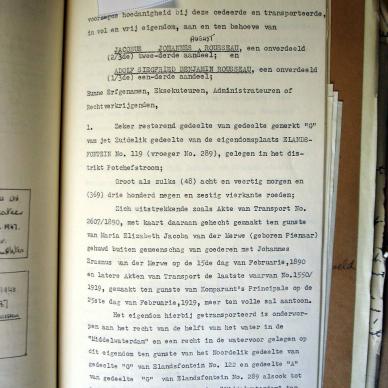 voorsegde hoedanigheid bij deze cedeerde en transporteerde,
in vol en vrij eigendom, aan en ten behoeve van
AUGUST
JACOBUS JOHANNES ^ ROUSSEAU, een onverdeeld
(2/3de) twee-derde aandeel; en
ADOLF SIEGFRIED BENJAMIN ROUSSEAU, een onverdeeld
(1/3de) een-derde aandeel;
Hunne Erfgenamen, Eksekuteuren, Administrateuren of
Rechtverkrijgenden,
1. Zeker resterend gedeelte van gedeelte gemerkt "G"
van het Zuidelik gedeelte van de eigendomsplaats ELANDS-
FONTEIN No. 119 (vroeger No. 289), gelegen in het dis-
trikt Potchefstroom;
Groot als zulks (48) acht en veertig morgen en
(369) drie honderd negen en zestig vierkante roeden;
Zich uitstrekkende zoals Akte van Transport No.
2607/1890, met kaart daaraan gehecht gemaakt ten gunste
van Maria Elizabeth Jacoba van der Merwe (geboren Pienaar)
gehuwd buiten gemeenschap van goederen met Johannes
Erasmus van der Merwe op de 15de dag van Februarie, 1890
en latere Akten van Transport de laatste vaarvan No. 1550/
1919, gemaakt ten gunste van Komparant's Principale op de
25ste dag van Februarie, 1919, meer ten volle zal aantoon.
Het eigendom hierbij getransporteerd is onderwor-
pen aan het recht van de helft van het water in de
"Middelwaterdam" en een recht in de watervoor gelegen op
dit eigendom ten gunste van het Noordelik gedeelte van
gedeelte "G" van Elandsfontein No. 122 en gedeelte "A"
van gedeelte "G" van Elandsfontein No. 289 alsook tot